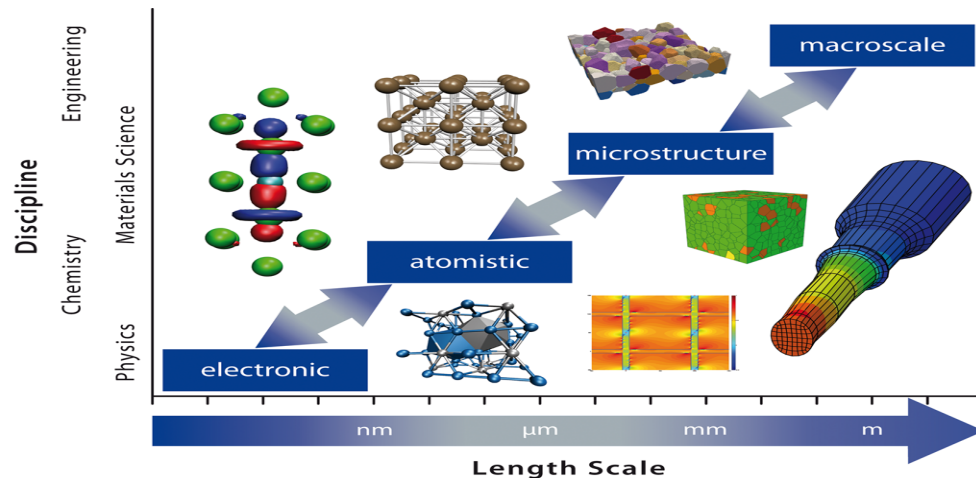 Discipline
Engineering
Materials Science
Chemistry
Physics
macroscale
microstructure
atomistic
electronic
nm
μm
mm
m
Length Scale